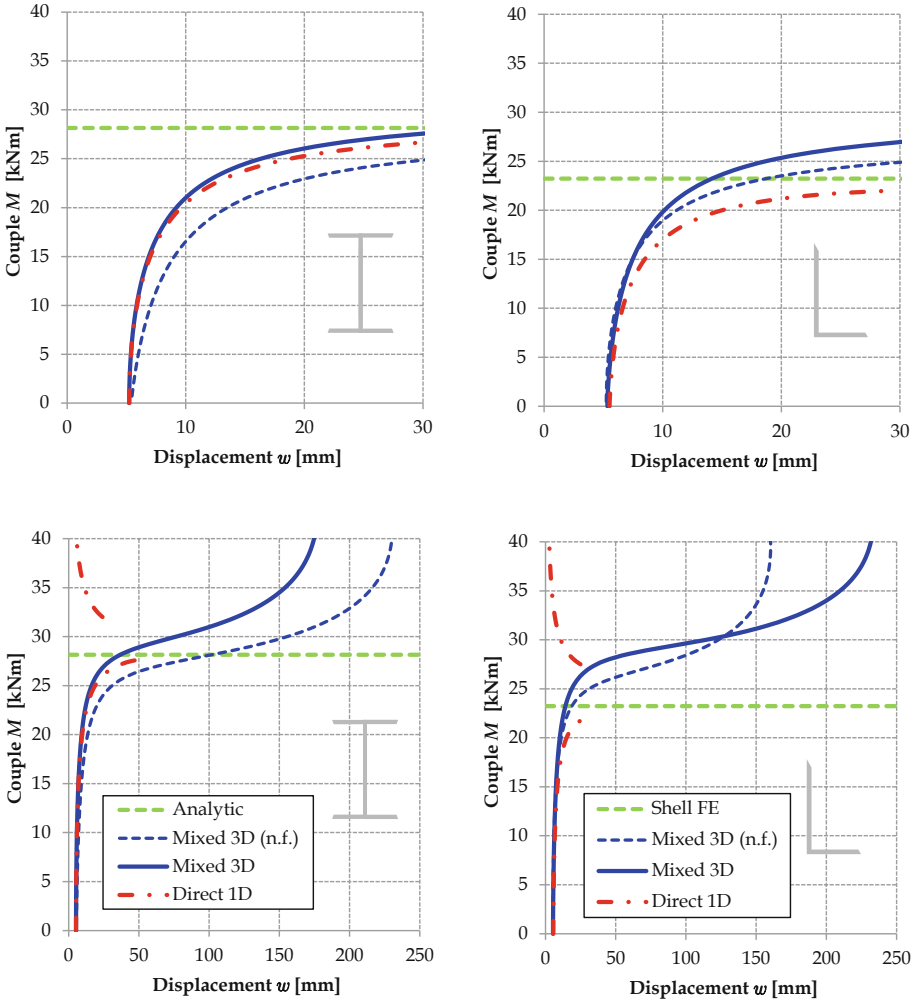 40
35
30
25
20
15
10
5
0
0 10 20 30
Couple M [kNm]
Displacement w [mm]
40
35
30
25
20
15
10
5
0
0 10 20 30
Couple M [kNm]
Displacement w [mm]
40
35
30
25
20
15
10
5
0
0 50 100 150 200 250
Couple M [kNm]
Displacement w [mm]
Analytic
Mixed 3D (n.f.)
Mixed 3D
Direct 1D
40
35
30
25
20
15
10
5
0
0 50 100 150 200 250
Couple M [kNm]
Displacement w [mm]
Shell FE
Mixed 3D (n.f.)
Mixed 3D
Direct 1D